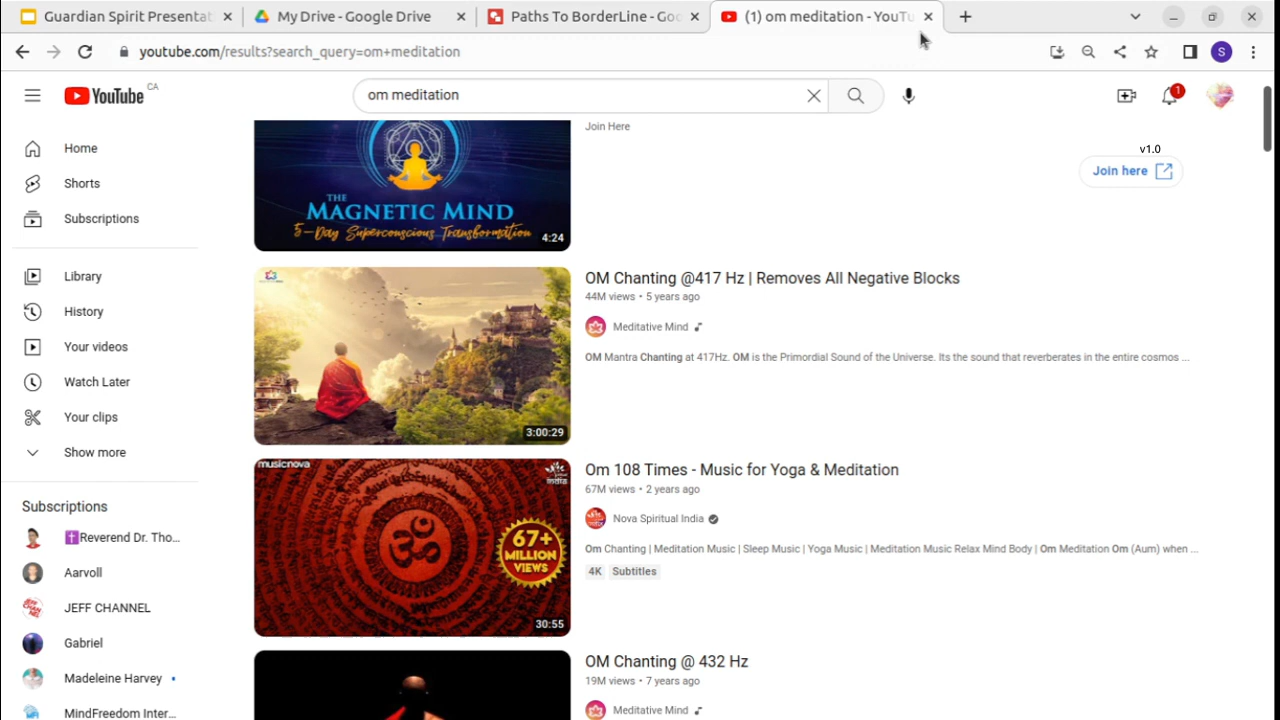 Guardian Spirit Presentat
My Drive - Google Drive
Paths To BorderLine - Goo
(1) om meditation - YouTu
youtube.com/results?search_query=om+meditation
S
YouTube CA
om meditation
1
Home
Shorts
Subscriptions
Library
History
Your videos
Watch Later
Your clips
Show more
Subscriptions
✝Reverend Dr. Tho...
Aarvoll
JEFF CHANNEL
Gabriel
Madeleine Harvey
MindFreedom Inter...
THE
MAGNETIC MIND
5-Day Superconscious Transformation
4:24
Join Here
v1.0
Join here
3:00:29
OM Chanting @417 Hz | Removes All Negative Blocks
44M views • 5 years ago
Meditative Mind
OM Mantra Chanting at 417Hz. OM is the Primordial Sound of the Universe. Its the sound that reverberates in the entire cosmos ...
musicnova
ॐ
67+
MILLION
VIEWS
30:55
Om 108 Times - Music for Yoga & Meditation
67M views • 2 years ago
Nova Spiritual India
Om Chanting | Meditation Music | Sleep Music | Yoga Music | Meditation Music Relax Mind Body | Om Meditation Om (Aum) when ...
4K Subtitles
OM Chanting @ 432 Hz
19M views • 7 years ago
Meditative Mind